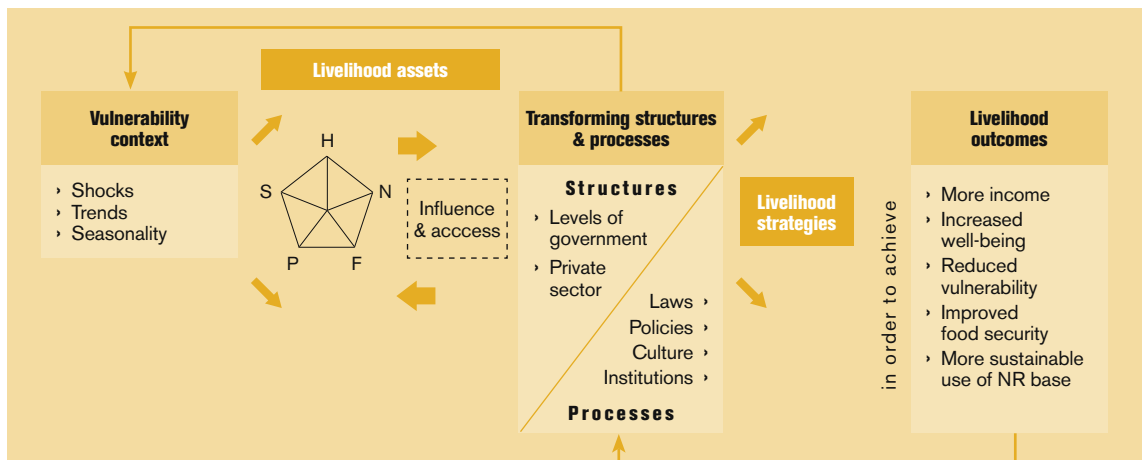 Livelihood assets
Vulnerability
context
› Shocks
› Trends
› Seasonality
H
S
N
P
F
Influence
& acccess
Transforming structures
& processes
Structures
› Levels of
government
› Private
sector
Laws ›
Policies ›
Culture ›
Institutions ›
Processes
Livelihood
strategies
in order to achieve
Livelihood
outcomes
› More income
› Increased
well-being
› Reduced
vulnerability
› Improved
food security
› More sustainable
use of NR base